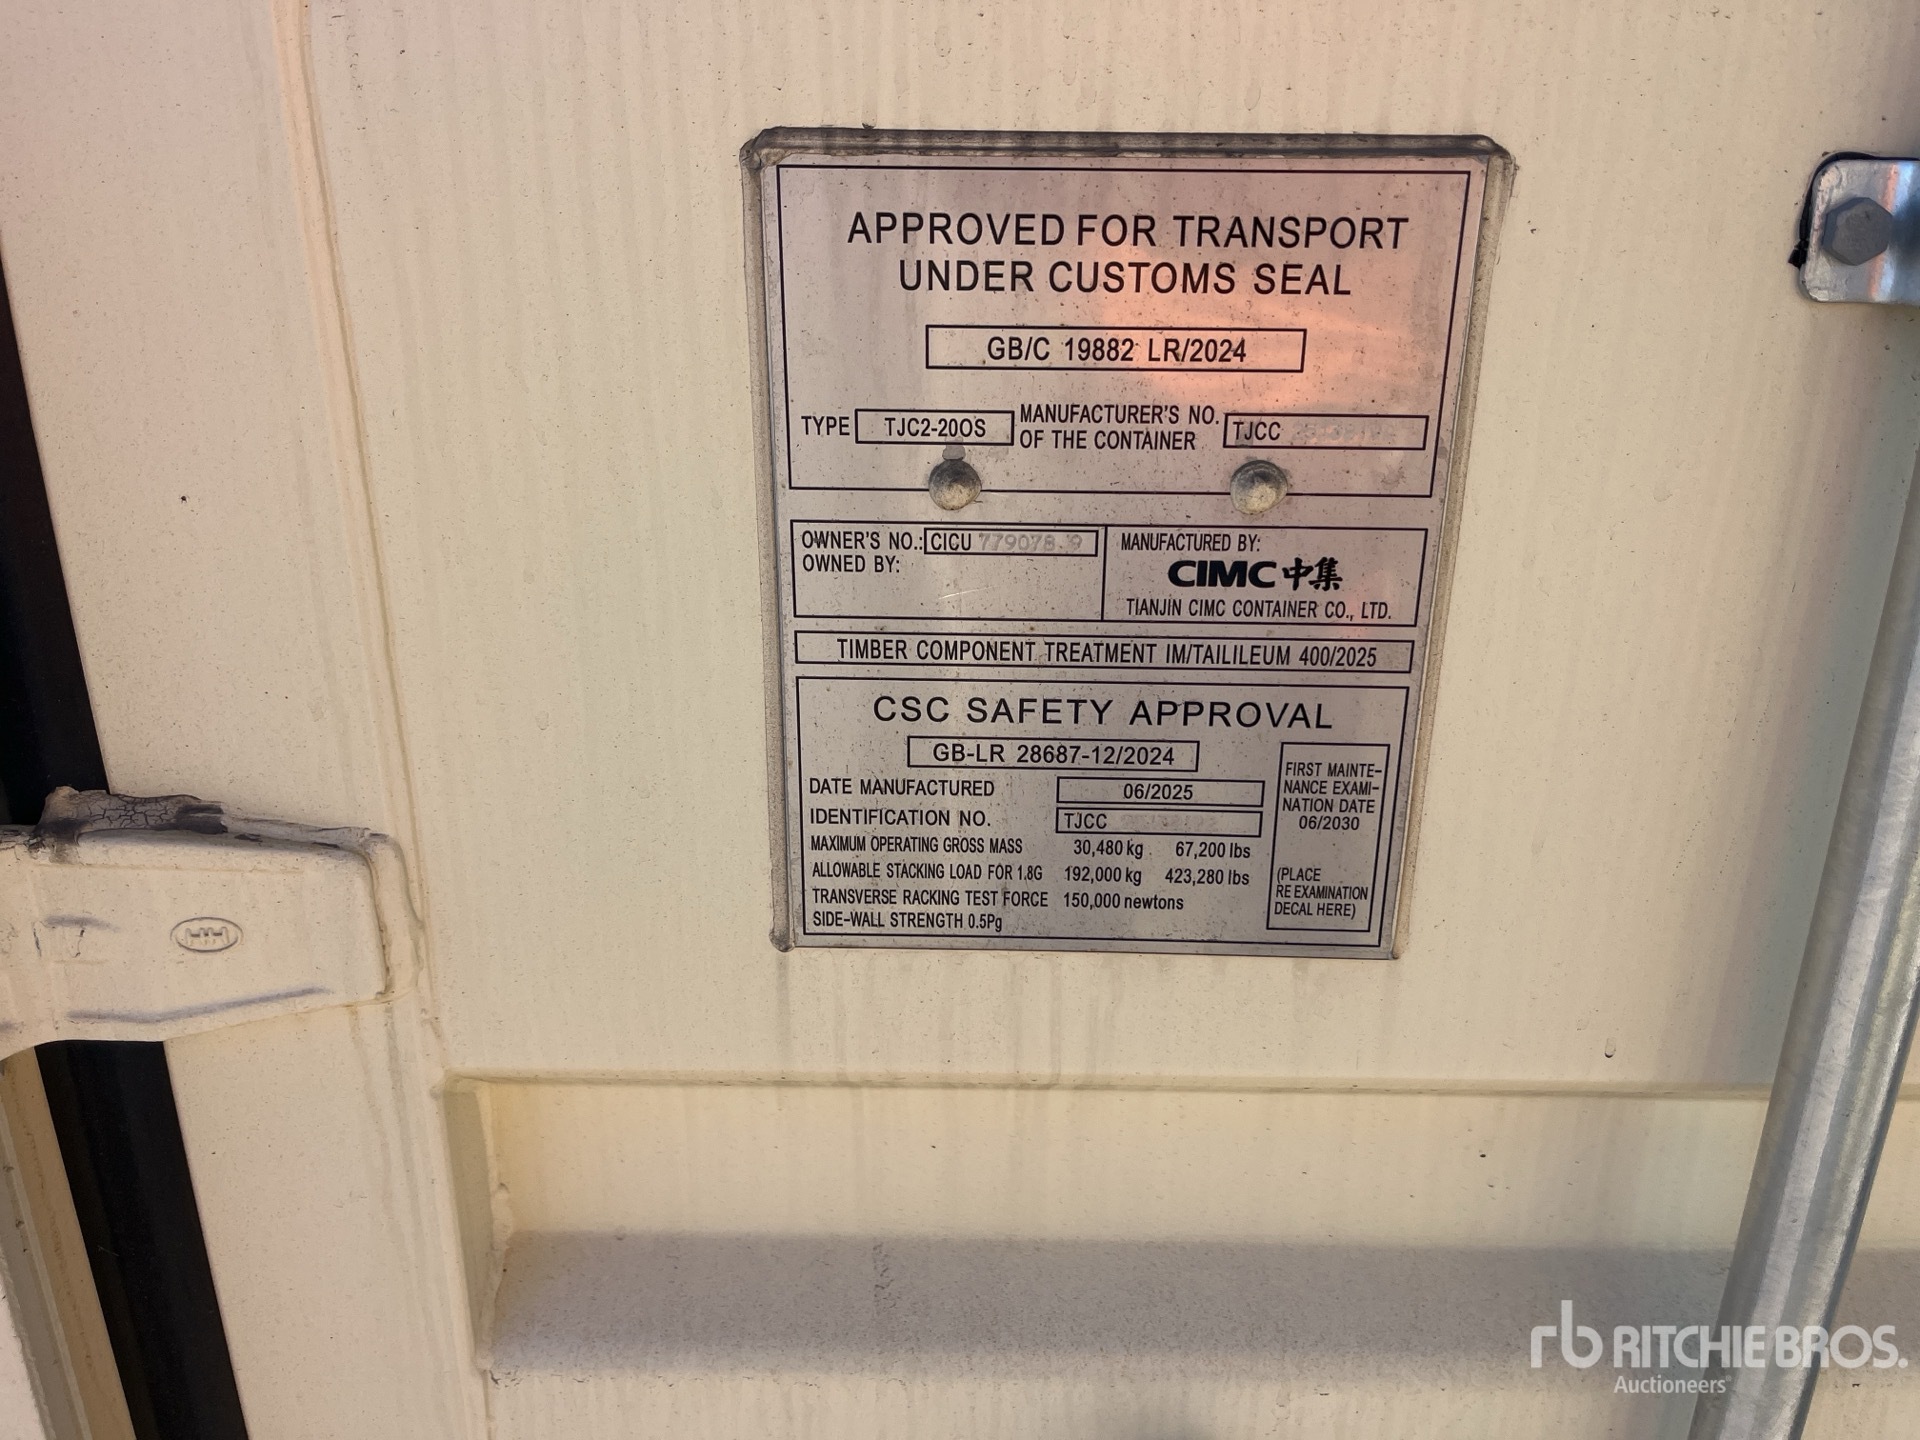 APPROVED FOR TRANSPORT
UNDER CUSTOMS SEAL
GB/C 19882 LR/2024
TYPE TJC2-20OS MANUFACTURER'S NO. OF THE CONTAINER TJCC
OWNER'S NO.: CICU 779078.9
OWNED BY:
MANUFACTURED BY:
CIMC 中集
TIANJIN CIMC CONTAINER CO., LTD.
TIMBER COMPONENT TREATMENT IM/TAILILEUM 400/2025
CSC SAFETY APPROVAL
GB-LR 28687-12/2024
DATE MANUFACTURED 06/2025
IDENTIFICATION NO. TJCC
MAXIMUM OPERATING GROSS MASS 30,480 kg 67,200 lbs
ALLOWABLE STACKING LOAD FOR 1.8G 192,000 kg 423,280 lbs
TRANSVERSE RACKING TEST FORCE 150,000 newtons
SIDE-WALL STRENGTH 0.5Pg
FIRST MAINTE-
NANCE EXAMI-
NATION DATE
06/2030
(PLACE
RE EXAMINATION
DECAL HERE)
rb RITCHIE BROS.
Auctioneers